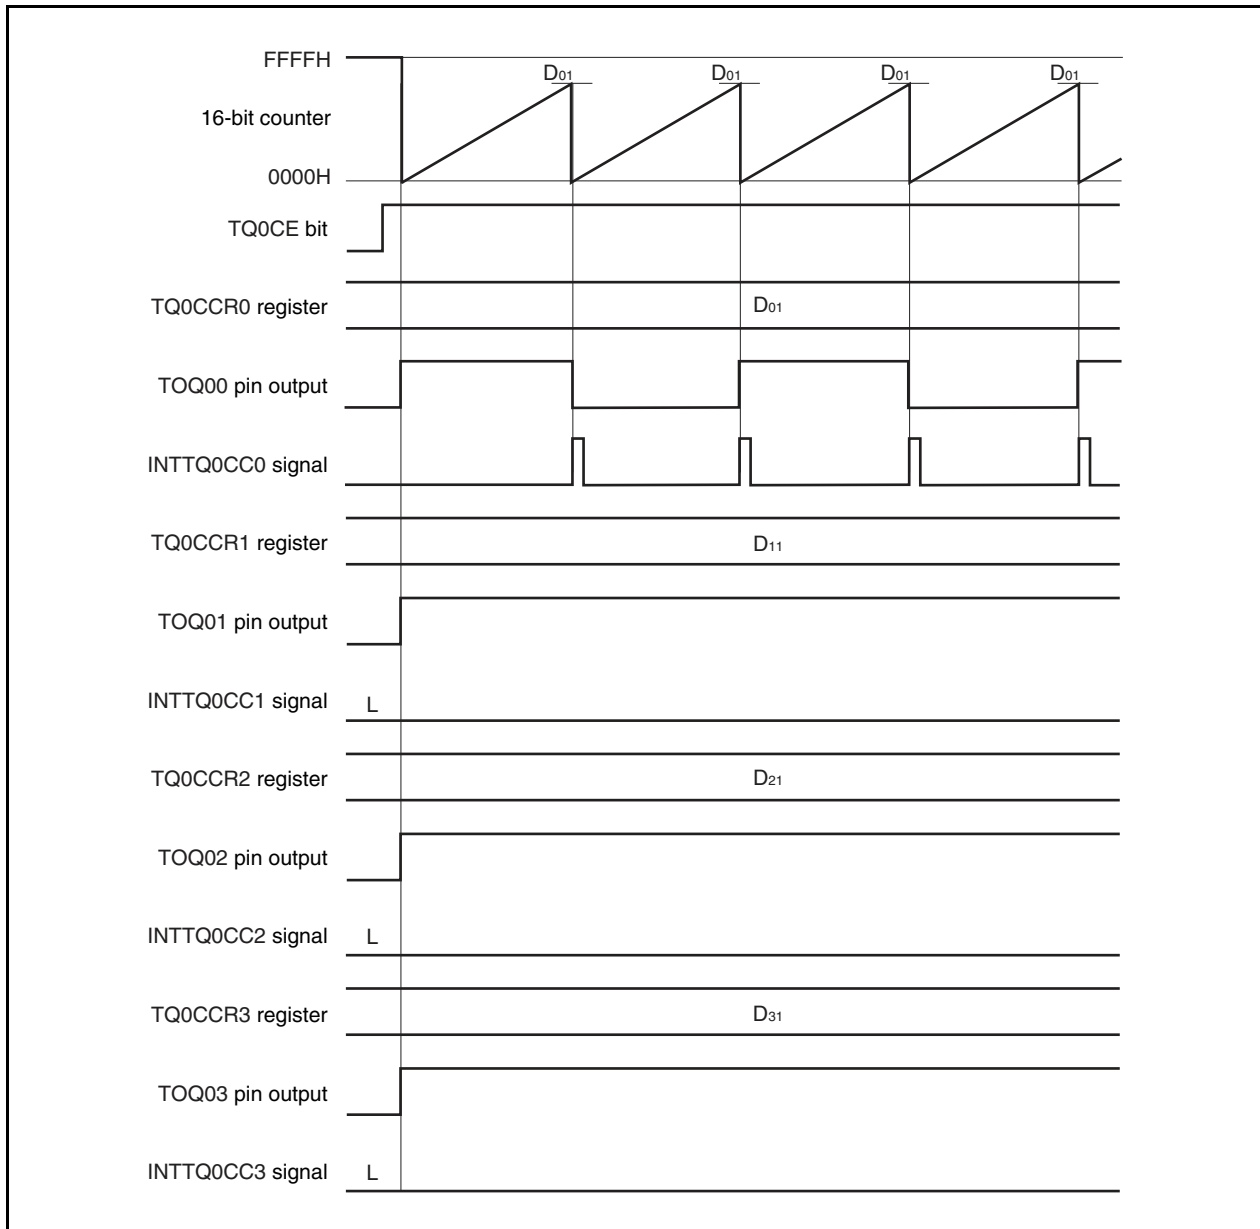 FFFFH
D01 D01 D01 D01
16-bit counter
0000H
TQ0CE bit
TQ0CCR0 register D01
TOQ00 pin output
INTTQ0CC0 signal
TQ0CCR1 register D11
TOQ01 pin output
INTTQ0CC1 signal L
TQ0CCR2 register D21
TOQ02 pin output
INTTQ0CC2 signal L
TQ0CCR3 register D31
TOQ03 pin output
INTTQ0CC3 signal L